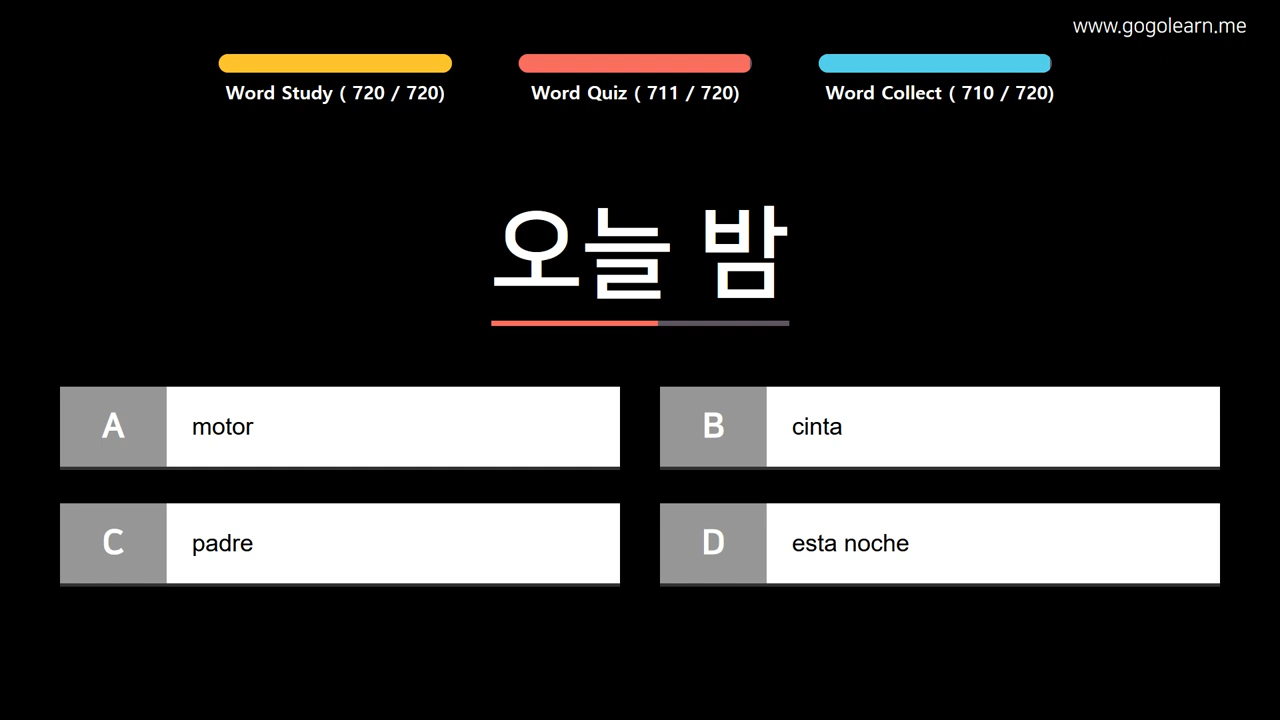 www.gogolearn.me
Word Study ( 720 / 720)
Word Quiz ( 711 / 720)
Word Collect ( 710 / 720)
오늘 밤
A motor
B cinta
C padre
D esta noche